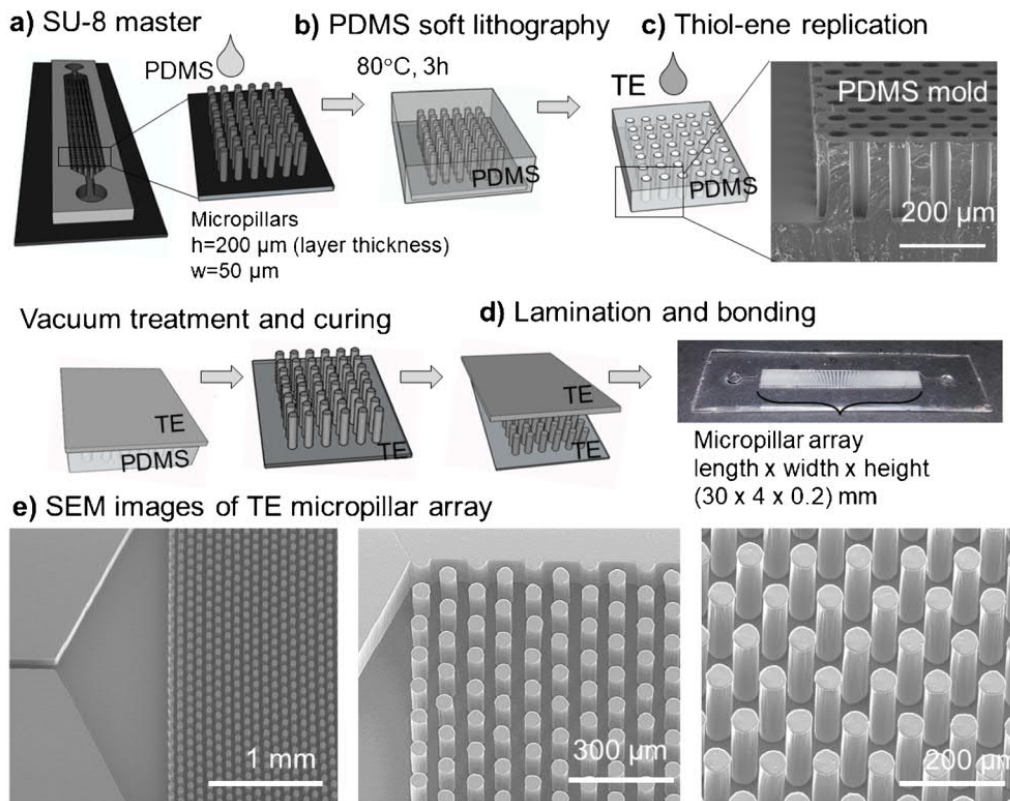 a) SU-8 master
PDMS
Micropillars
h=200 µm (layer thickness)
w=50 µm
b) PDMS soft lithography
80°C, 3h
PDMS
c) Thiol-ene replication
TE
PDMS
PDMS mold
200 µm
Vacuum treatment and curing
TE
PDMS
TE
d) Lamination and bonding
TE
TE
Micropillar array
length x width x height
(30 x 4 x 0.2) mm
e) SEM images of TE micropillar array
1 mm
300 µm
200 µm